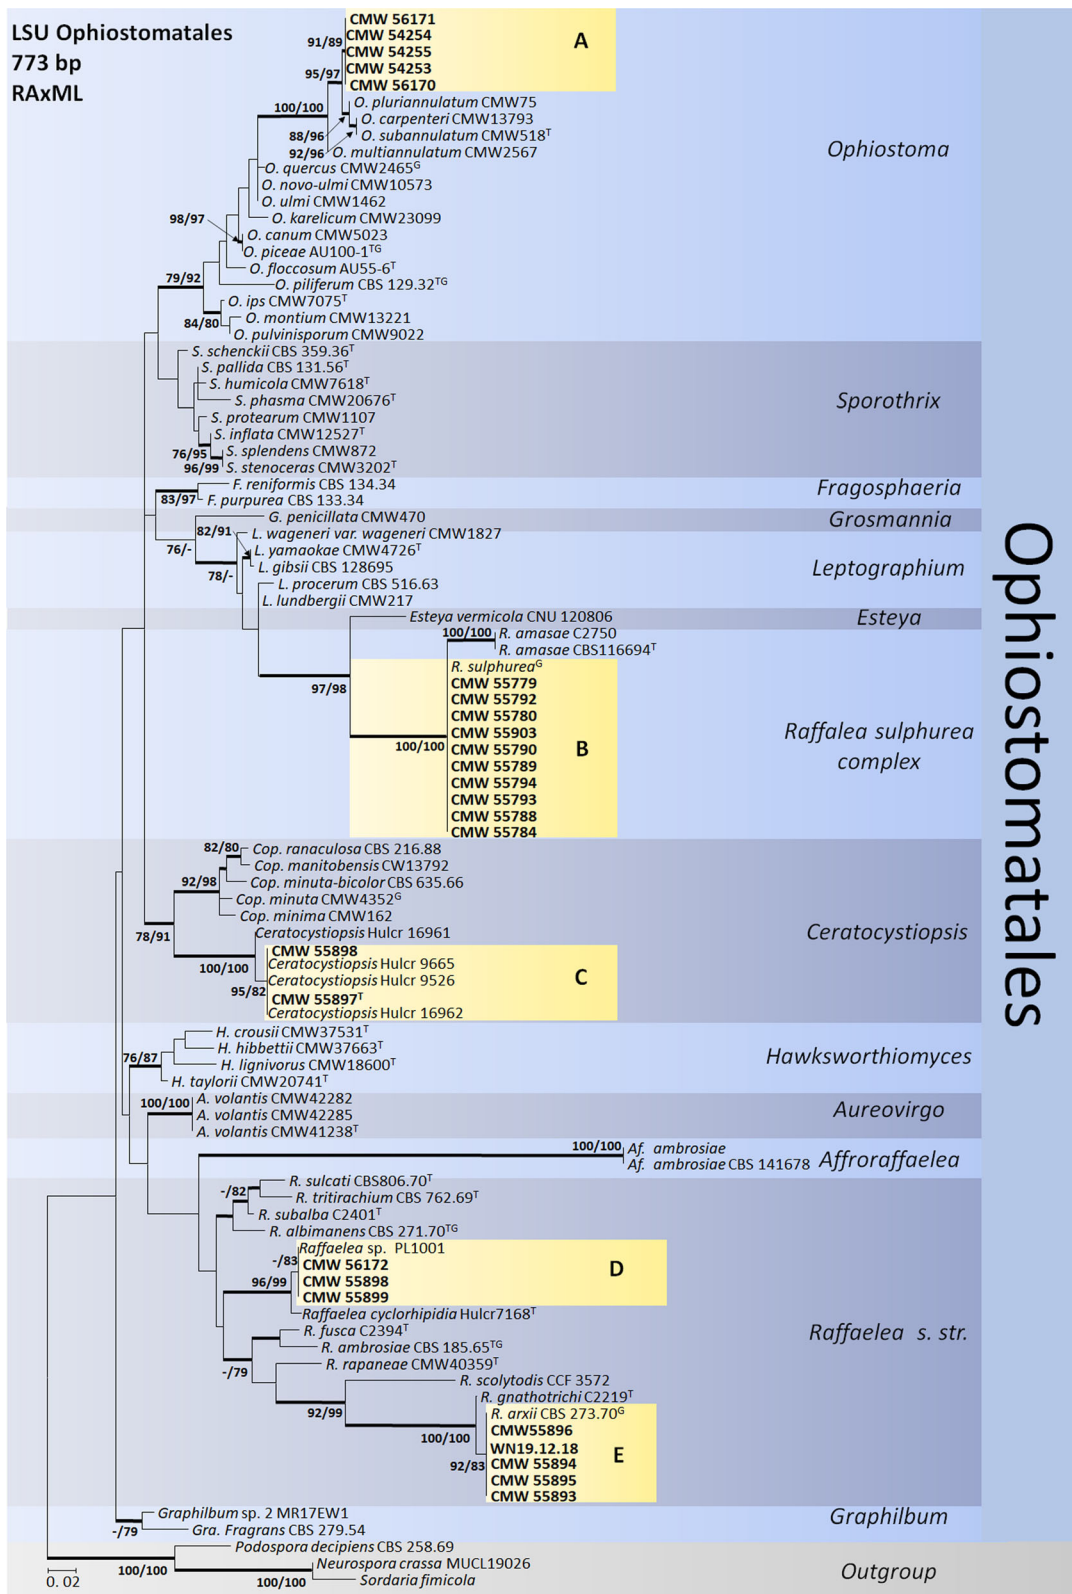 LSU Ophiostomatales
773 bp
RAxML
CMW 56171
CMW 54254
CMW 54255
CMW 54253
CMW 56170
A
91/89
95/97
100/100
O. pluriannulatum CMW75
O. carpenteri CMW13793
O. subannulatum CMW518ᵀ
88/96
92/96
O. multiannulatum CMW2567
O. quercus CMW2465ᴳ
O. novo-ulmi CMW10573
O. ulmi CMW1462
O. karelicum CMW23099
98/97
O. canum CMW5023
O. piceae AU100-1ᵀᴳ
O. floccosum AU55-6ᵀ
79/92
O. piliferum CBS 129.32ᵀᴳ
O. ips CMW7075ᵀ
O. montium CMW13221
84/80
O. pulvinisporum CMW9022
Ophiostoma
S. schenckii CBS 359.36ᵀ
S. pallida CBS 131.56ᵀ
S. humicola CMW7618ᵀ
S. phasma CMW20676ᵀ
S. protearum CMW1107
S. inflata CMW12527ᵀ
76/95
S. splendens CMW872
96/99
S. stenoceras CMW3202ᵀ
Sporothrix
F. reniformis CBS 134.34
83/97
F. purpurea CBS 133.34
Fragosphaeria
G. penicillata CMW470
Grosmannia
82/91
L. wageneri var. wageneri CMW1827
76/-
L. yamaokae CMW4726ᵀ
L. gibsii CBS 128695
78/-
L. procerum CBS 516.63
L. lundbergii CMW217
Leptographium
Esteya vermicola CNU 120806
Esteya
100/100
R. amasae C2750
R. amasae CBS116694ᵀ
R. sulphureaᴳ
97/98
CMW 55779
CMW 55792
CMW 55780
CMW 55903
100/100
CMW 55790
CMW 55789
CMW 55794
CMW 55793
CMW 55788
CMW 55784
B
Raffalea sulphurea
complex
82/80
Cop. ranaculosa CBS 216.88
Cop. manitobensis CW13792
92/98
Cop. minuta-bicolor CBS 635.66
Cop. minuta CMW4352ᴳ
Cop. minima CMW162
78/91
Ceratocystiopsis Hulcr 16961
CMW 55898
100/100
Ceratocystiopsis Hulcr 9665
Ceratocystiopsis Hulcr 9526
95/82
CMW 55897ᵀ
Ceratocystiopsis Hulcr 16962
C
Ceratocystiopsis
H. crousii CMW37531ᵀ
H. hibbettii CMW37663ᵀ
76/87
H. lignivorus CMW18600ᵀ
H. taylorii CMW20741ᵀ
Hawksworthiomyces
A. volantis CMW42282
100/100
A. volantis CMW42285
A. volantis CMW41238ᵀ
Aureovirgo
100/100
Af. ambrosiae
Af. ambrosiae CBS 141678
Affroraffaelea
R. sulcati CBS806.70ᵀ
-/82
R. tritirachium CBS 762.69ᵀ
R. subalba C2401ᵀ
R. albimanens CBS 271.70ᵀᴳ
Raffaelea sp. PL1001
-/83
CMW 56172
96/99
CMW 55898
CMW 55899
D
Raffaelea cyclorhipidia Hulcr7168ᵀ
R. fusca C2394ᵀ
R. ambrosiae CBS 185.65ᵀᴳ
-/79
R. rapaneae CMW40359ᵀ
R. scolytodis CCF 3572
92/99
R. gnathotrichi C2219ᵀ
R. arxii CBS 273.70ᴳ
CMW55896
100/100
WN19.12.18
92/83
CMW 55894
CMW 55895
CMW 55893
E
Raffaelea s. str.
Graphilbum sp. 2 MR17EW1
-/79
Gra. Fragrans CBS 279.54
Graphilbum
Podospora decipiens CBS 258.69
100/100
Neurospora crassa MUCL19026
100/100
Sordaria fimicola
Outgroup
0. 02
Ophiostomatales